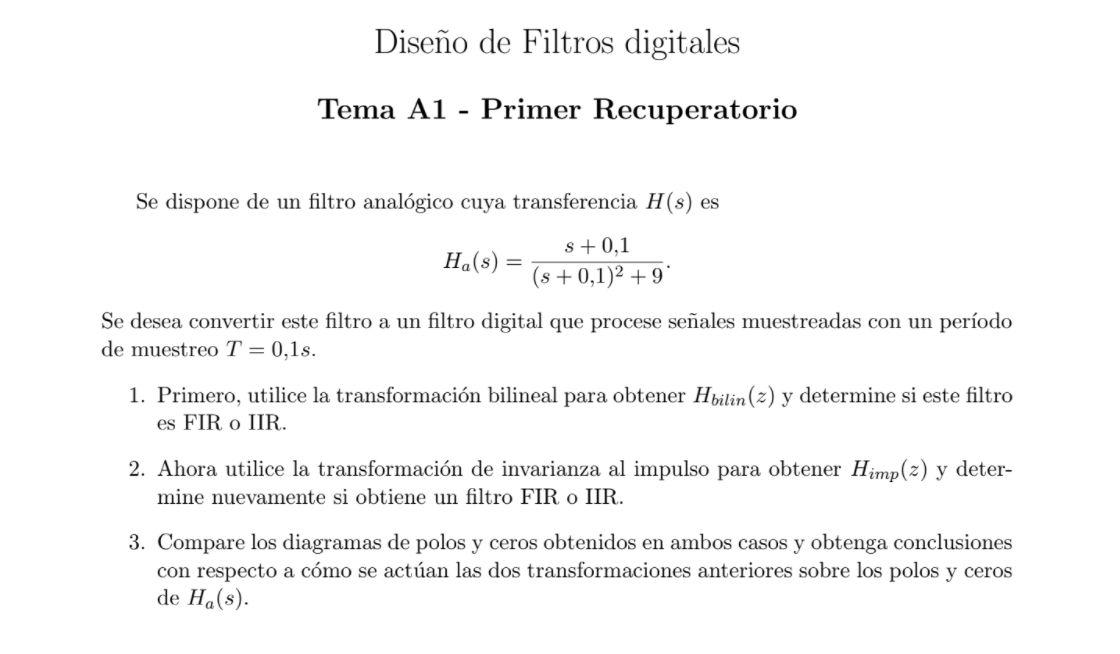 Diseño de Filtros digitales
Tema A1 - Primer Recuperatorio
Se dispone de un filtro analógico cuya transferencia H(s) es
H_a(s) = \frac{s + 0,1}{(s + 0,1)^2 + 9}.
Se desea convertir este filtro a un filtro digital que procese señales muestreadas con un período
de muestreo T = 0,1s.
1. Primero, utilice la transformación bilineal para obtener H_{bilin}(z) y determine si este filtro
es FIR o IIR.
2. Ahora utilice la transformación de invarianza al impulso para obtener H_{imp}(z) y deter-
mine nuevamente si obtiene un filtro FIR o IIR.
3. Compare los diagramas de polos y ceros obtenidos en ambos casos y obtenga conclusiones
con respecto a cómo se actúan las dos transformaciones anteriores sobre los polos y ceros
de H_a(s).